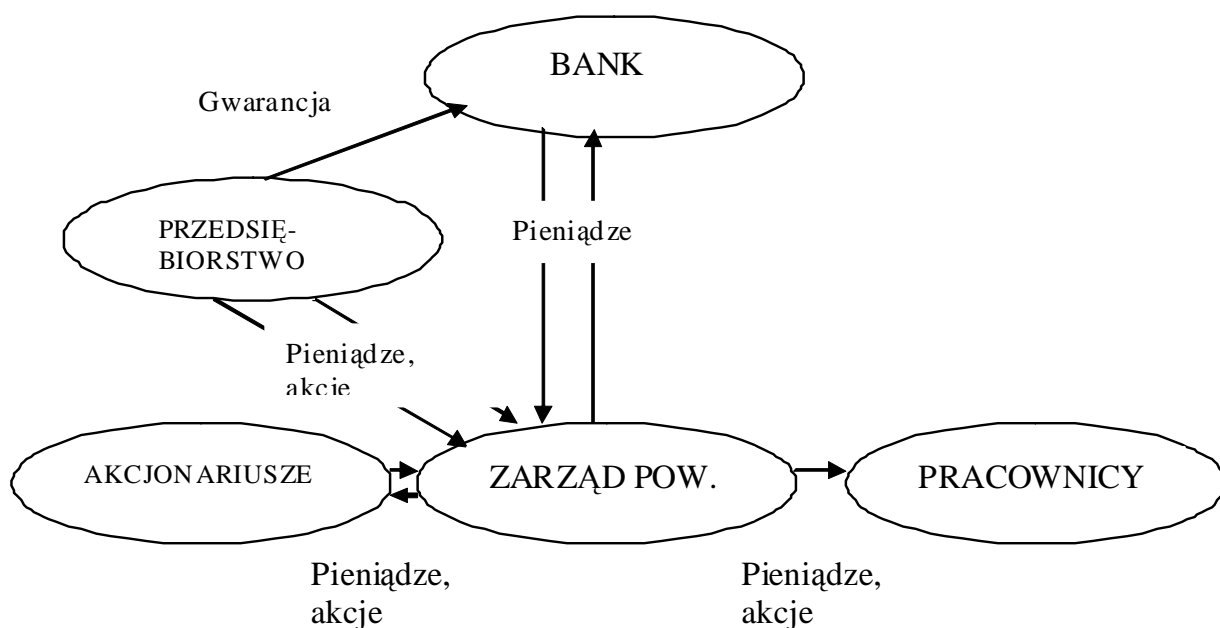 BANK
Gwarancja
PRZEDSIĘ-
BIORSTWO
Pieniądze
Pieniądze,
akcje
AKCJONARIUSZE
ZARZĄD POW.
PRACOWNICY
Pieniądze,
akcje
Pieniądze,
akcje